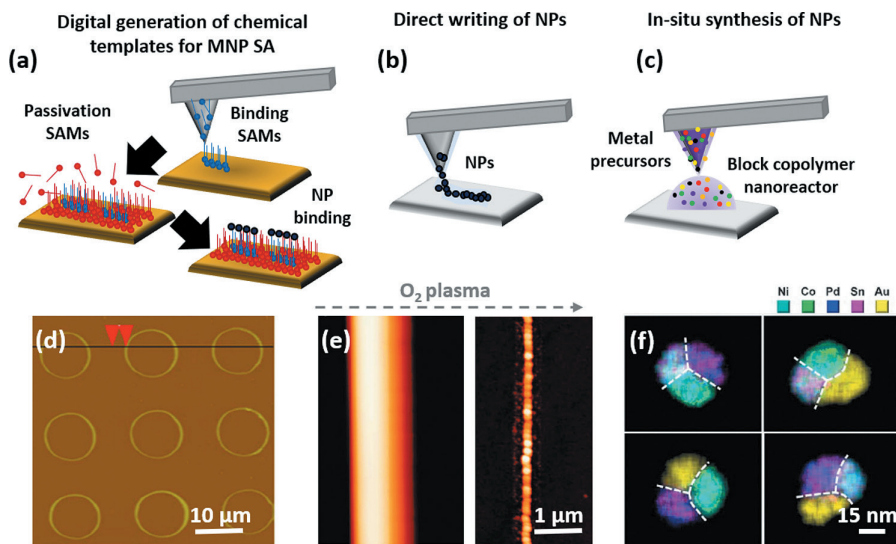 Digital generation of chemical
templates for MNP SA
(a)
Passivation
SAMs
Binding
SAMs
NP
binding
Direct writing of NPs
(b)
NPs
In-situ synthesis of NPs
(c)
Metal
precursors
Block copolymer
nanoreactor
O₂ plasma
(d)
10 µm
(e)
1 µm
Ni Co Pd Sn Au
(f)
15 nm